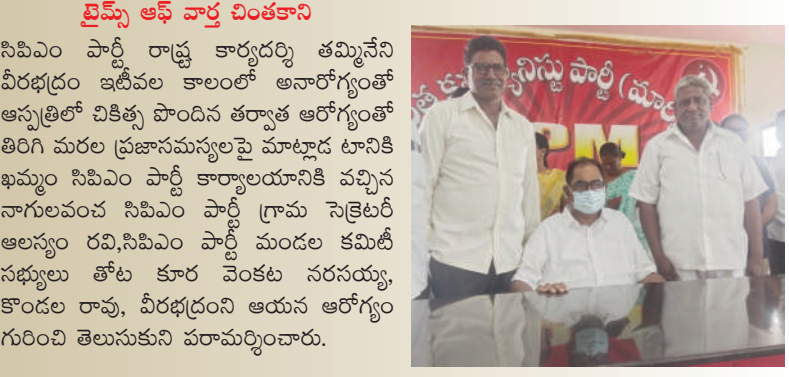 టైమ్స్ ఆఫ్ వార్త చింతకాని
సిపిఎం పార్టీ రాష్ట్ర కార్యదర్శి తమ్మినేని
వీరభద్రం ఇటీవల కాలంలో అనారోగ్యంతో
ఆస్పత్రిలో చికిత్స పొందిన తర్వాత ఆరోగ్యంతో
తిరిగి మరల ప్రజాసమస్యలపై మాట్లాడ టానికి
ఖమ్మం సిపిఎం పార్టీ కార్యాలయానికి వచ్చిన
నాగులవంచ సిపిఎం పార్టీ గ్రామ సెక్రెటరీ
ఆలస్యం రవి,సిపిఎం పార్టీ మండల కమిటీ
సభ్యులు తోట కూర వెంకట నరసయ్య,
కొండల రావు, వీరభద్రంని ఆయన ఆరోగ్యం
గురించి తెలుసుకుని పరామర్శించారు.
పార్టీ